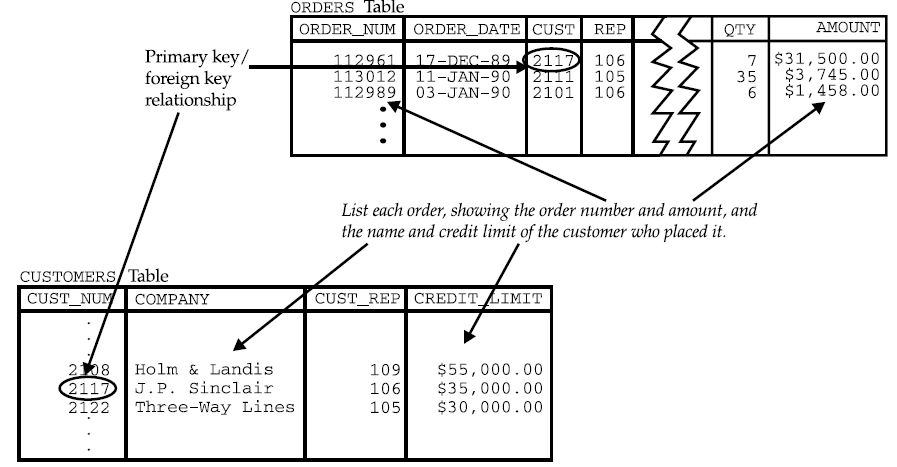 ORDERS Table
ORDER_NUM ORDER_DATE CUST REP QTY AMOUNT
112961 17-DEC-89 2117 106 7 $31,500.00
113012 11-JAN-90 2111 105 35 $3,745.00
112989 03-JAN-90 2101 106 6 $1,458.00
Primary key/
foreign key
relationship
List each order, showing the order number and amount, and
the name and credit limit of the customer who placed it.
CUSTOMERS Table
CUST_NUM COMPANY CUST_REP CREDIT_LIMIT
2108 Holm & Landis 109 $55,000.00
2117 J.P. Sinclair 106 $35,000.00
2122 Three-Way Lines 105 $30,000.00